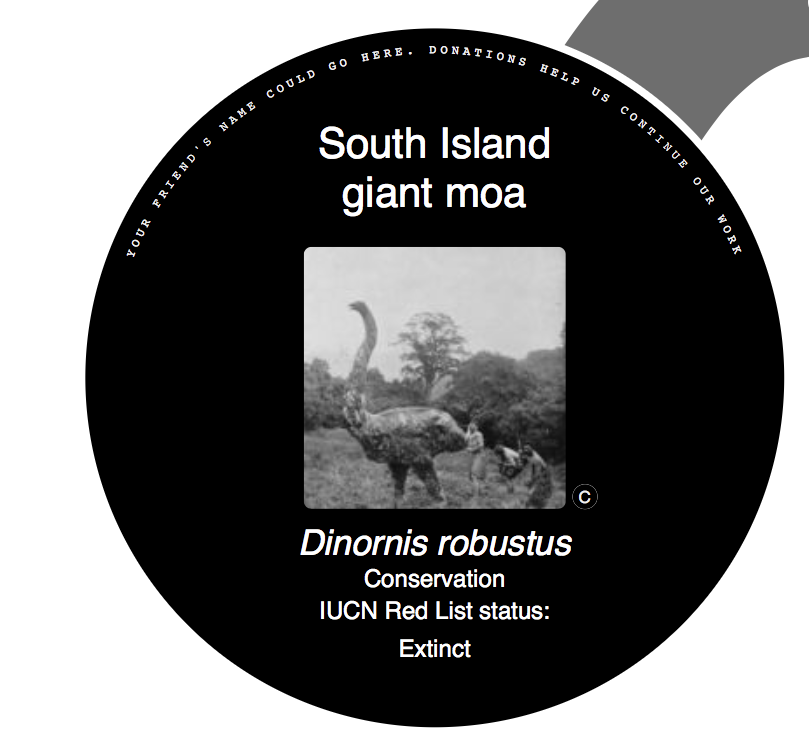 YOUR FRIEND'S NAME COULD GO HERE. DONATIONS HELP US CONTINUE OUR WORK
South Island
giant moa
C
Dinornis robustus
Conservation
IUCN Red List status:
Extinct